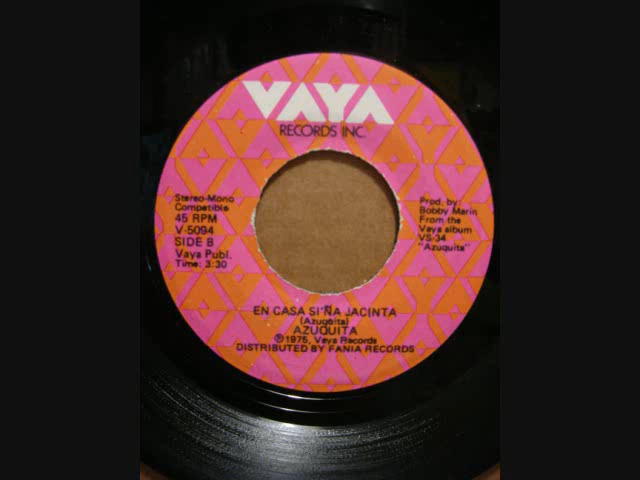 VAYA
RECORDS INC.
Stereo-Mono
Compatible
45 RPM
V-5094
SIDE B
Vaya Publ.
Time: 3:30
Prod. by:
Bobby Marin
From the
Vaya album
VS-34
"Azuquita"
EN CASA SI ÑA JACINTA
(Azuquita)
AZUQUITA
℗1975, Vaya Records
DISTRIBUTED BY FANIA RECORDS